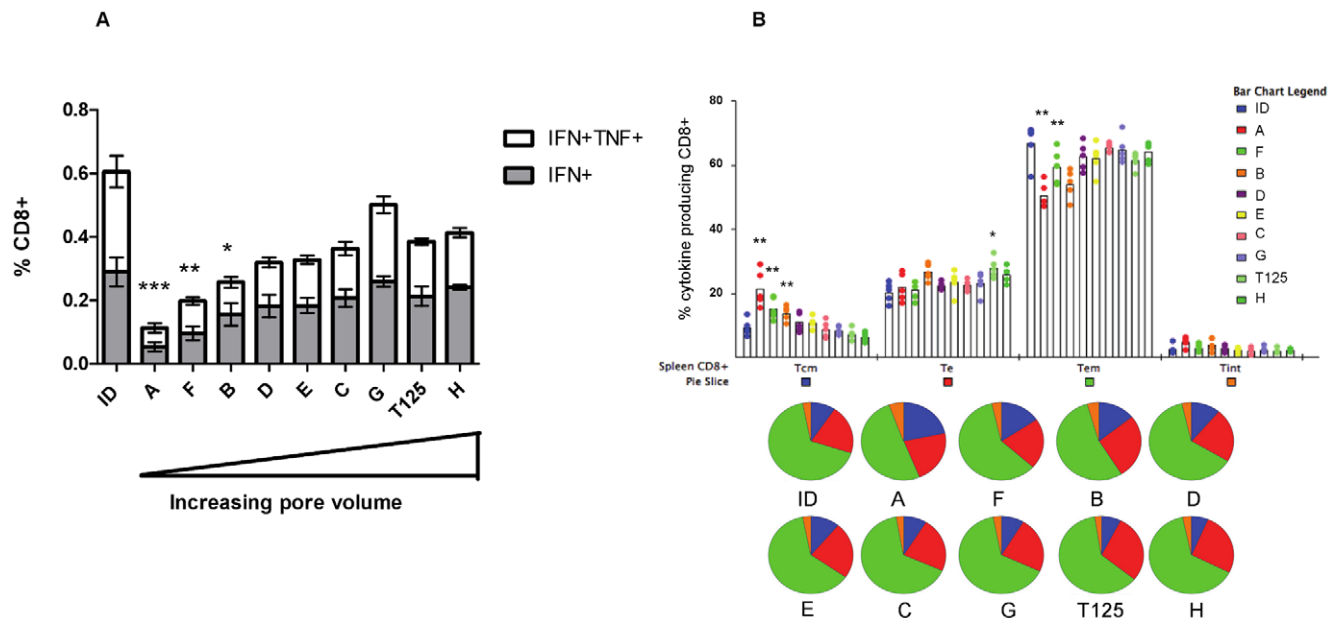 A
B
% CD8+
0.8
0.6
0.4
0.2
0.0
***
**
*
IFN+TNF+
IFN+
ID A F B D E C G T125 H
Increasing pore volume
% cytokine producing CD8+
80
60
40
20
**
**
**
*
**
**
Bar Chart Legend
ID
A
F
B
D
E
C
G
T125
H
Spleen CD8+ Tcm Te Tem Tint
Pie Slice
ID A F B D
E C G T125 H